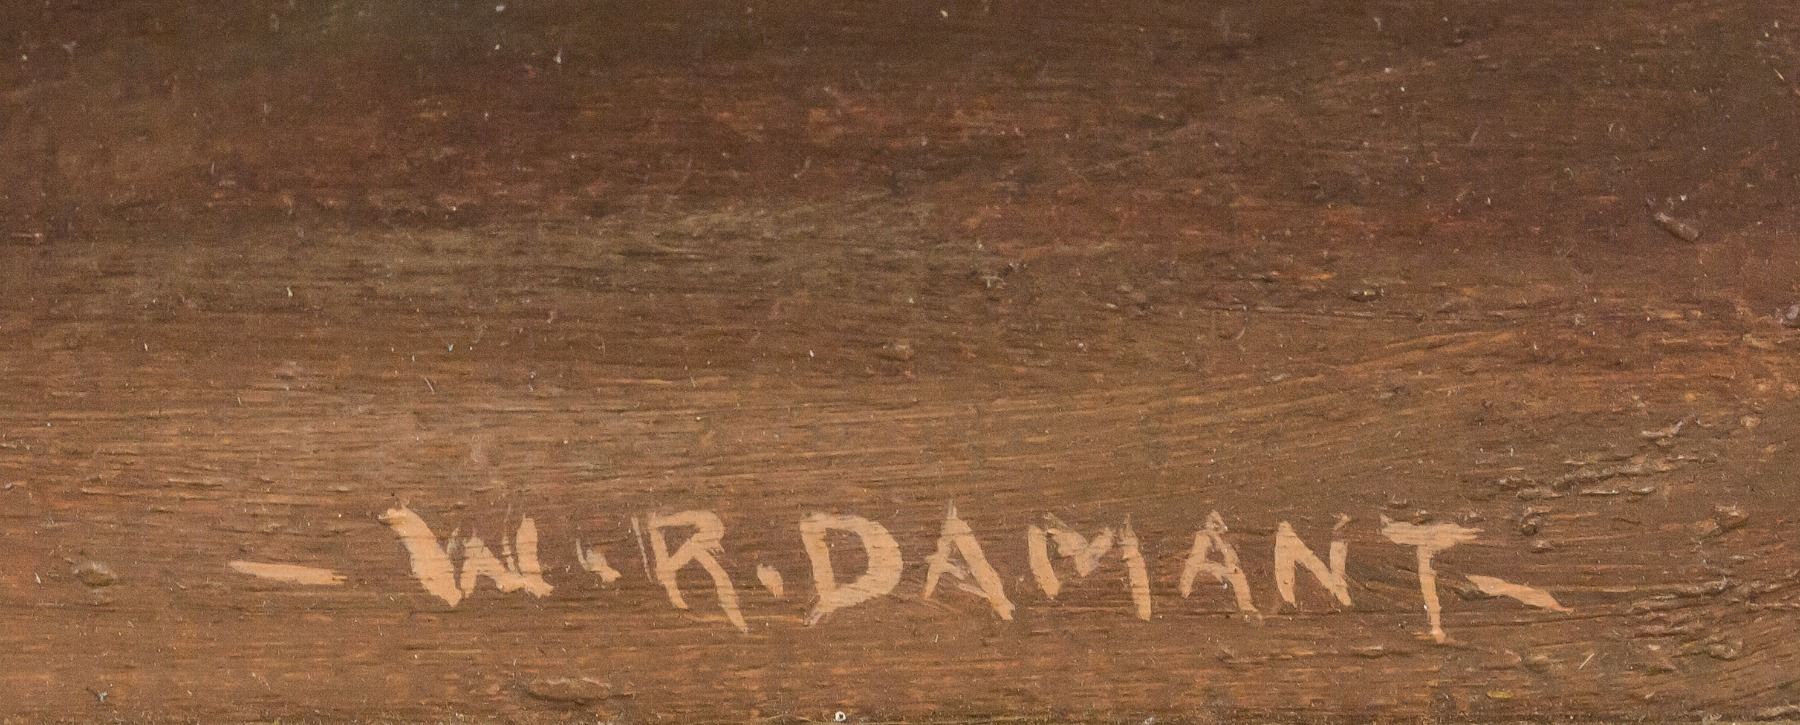 - W. R. DAMANT -